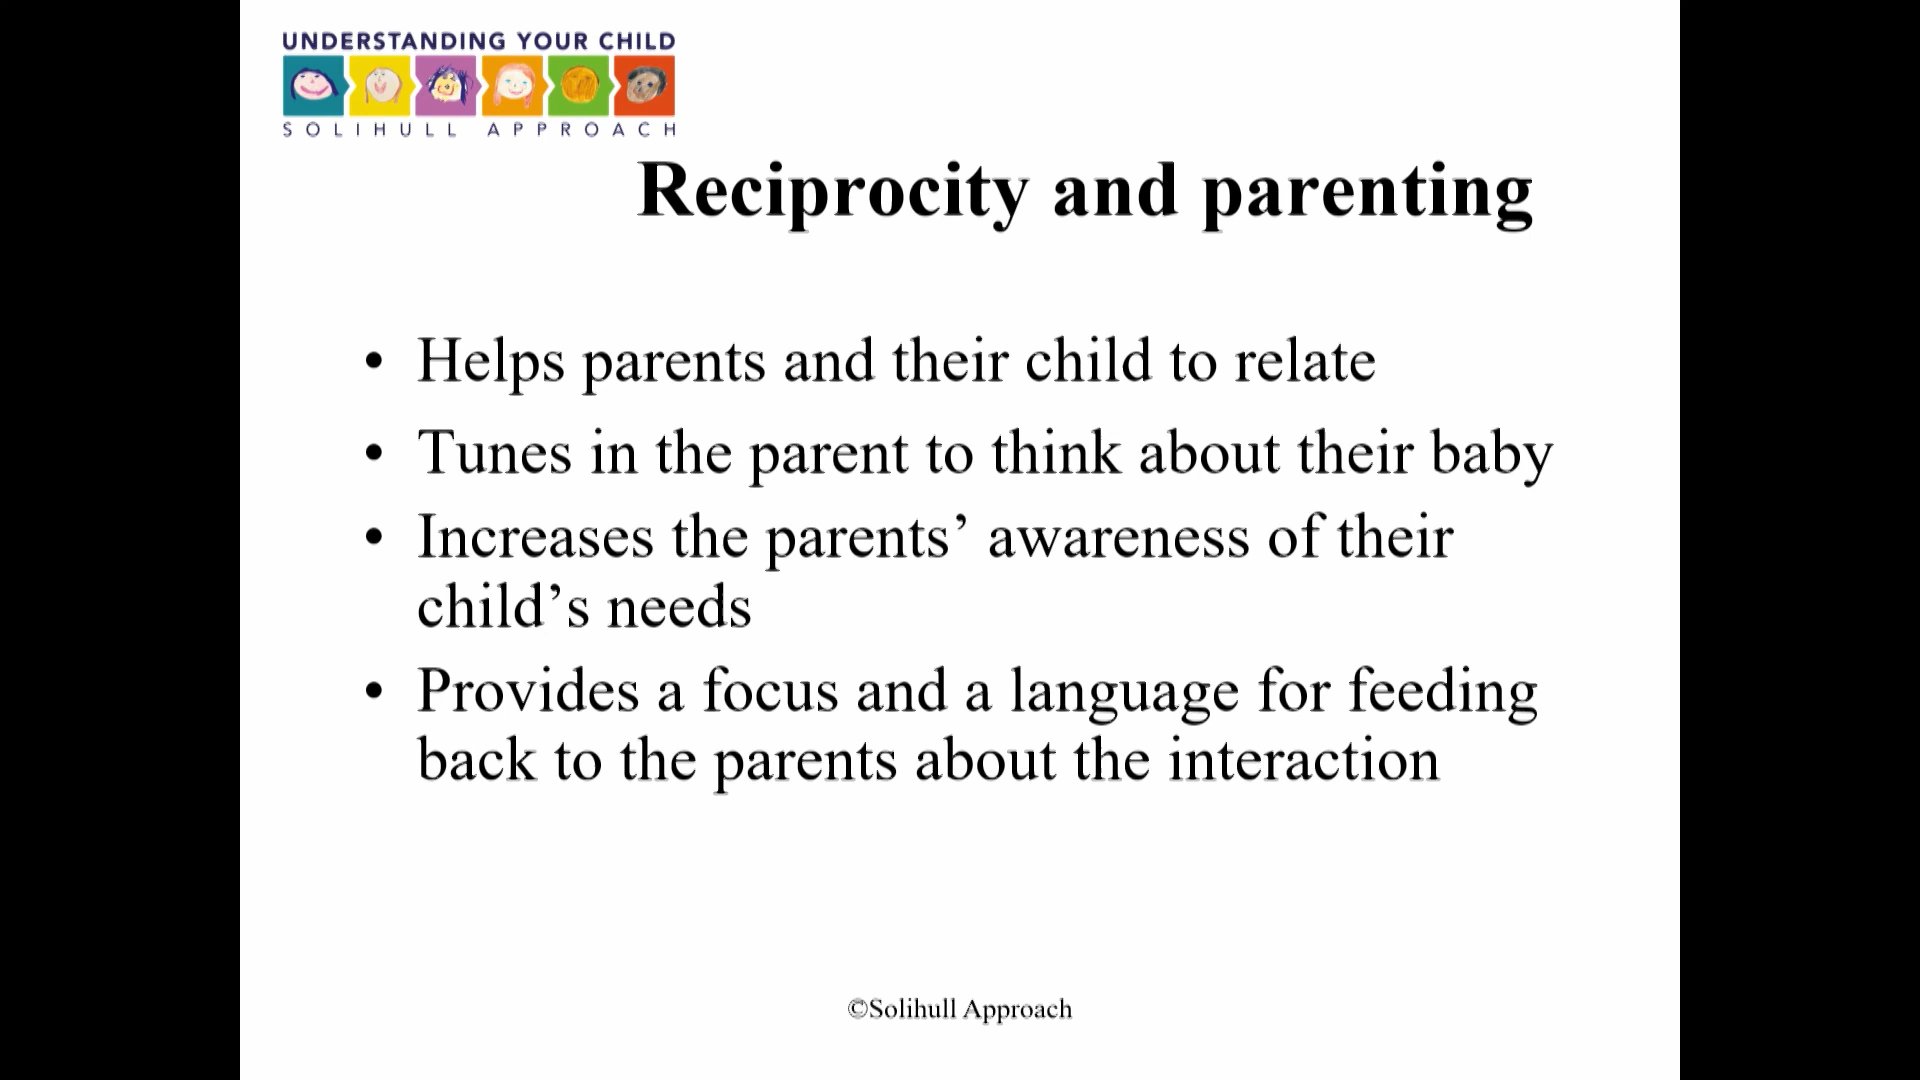 UNDERSTANDING YOUR CHILD
SOLIHULL APPROACH
Reciprocity and parenting
• Helps parents and their child to relate
• Tunes in the parent to think about their baby
• Increases the parents’ awareness of their
child’s needs
• Provides a focus and a language for feeding
back to the parents about the interaction
©Solihull Approach